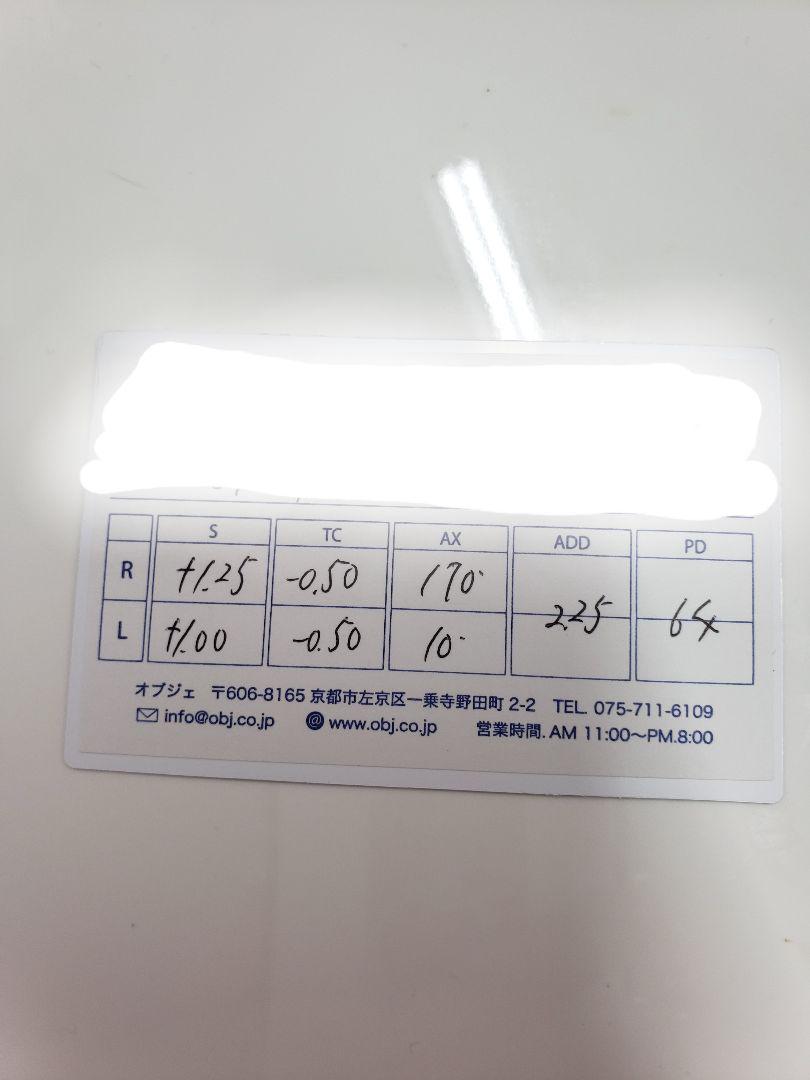 S TC AX ADD PD
R +1.25 -0.50 170° 2.25 64
L +1.00 -0.50 10°
オブジェ 〒606-8165 京都市左京区一乗寺野田町 2-2 TEL. 075-711-6109
info@obj.co.jp @ www.obj.co.jp 営業時間. AM 11:00〜PM.8:00